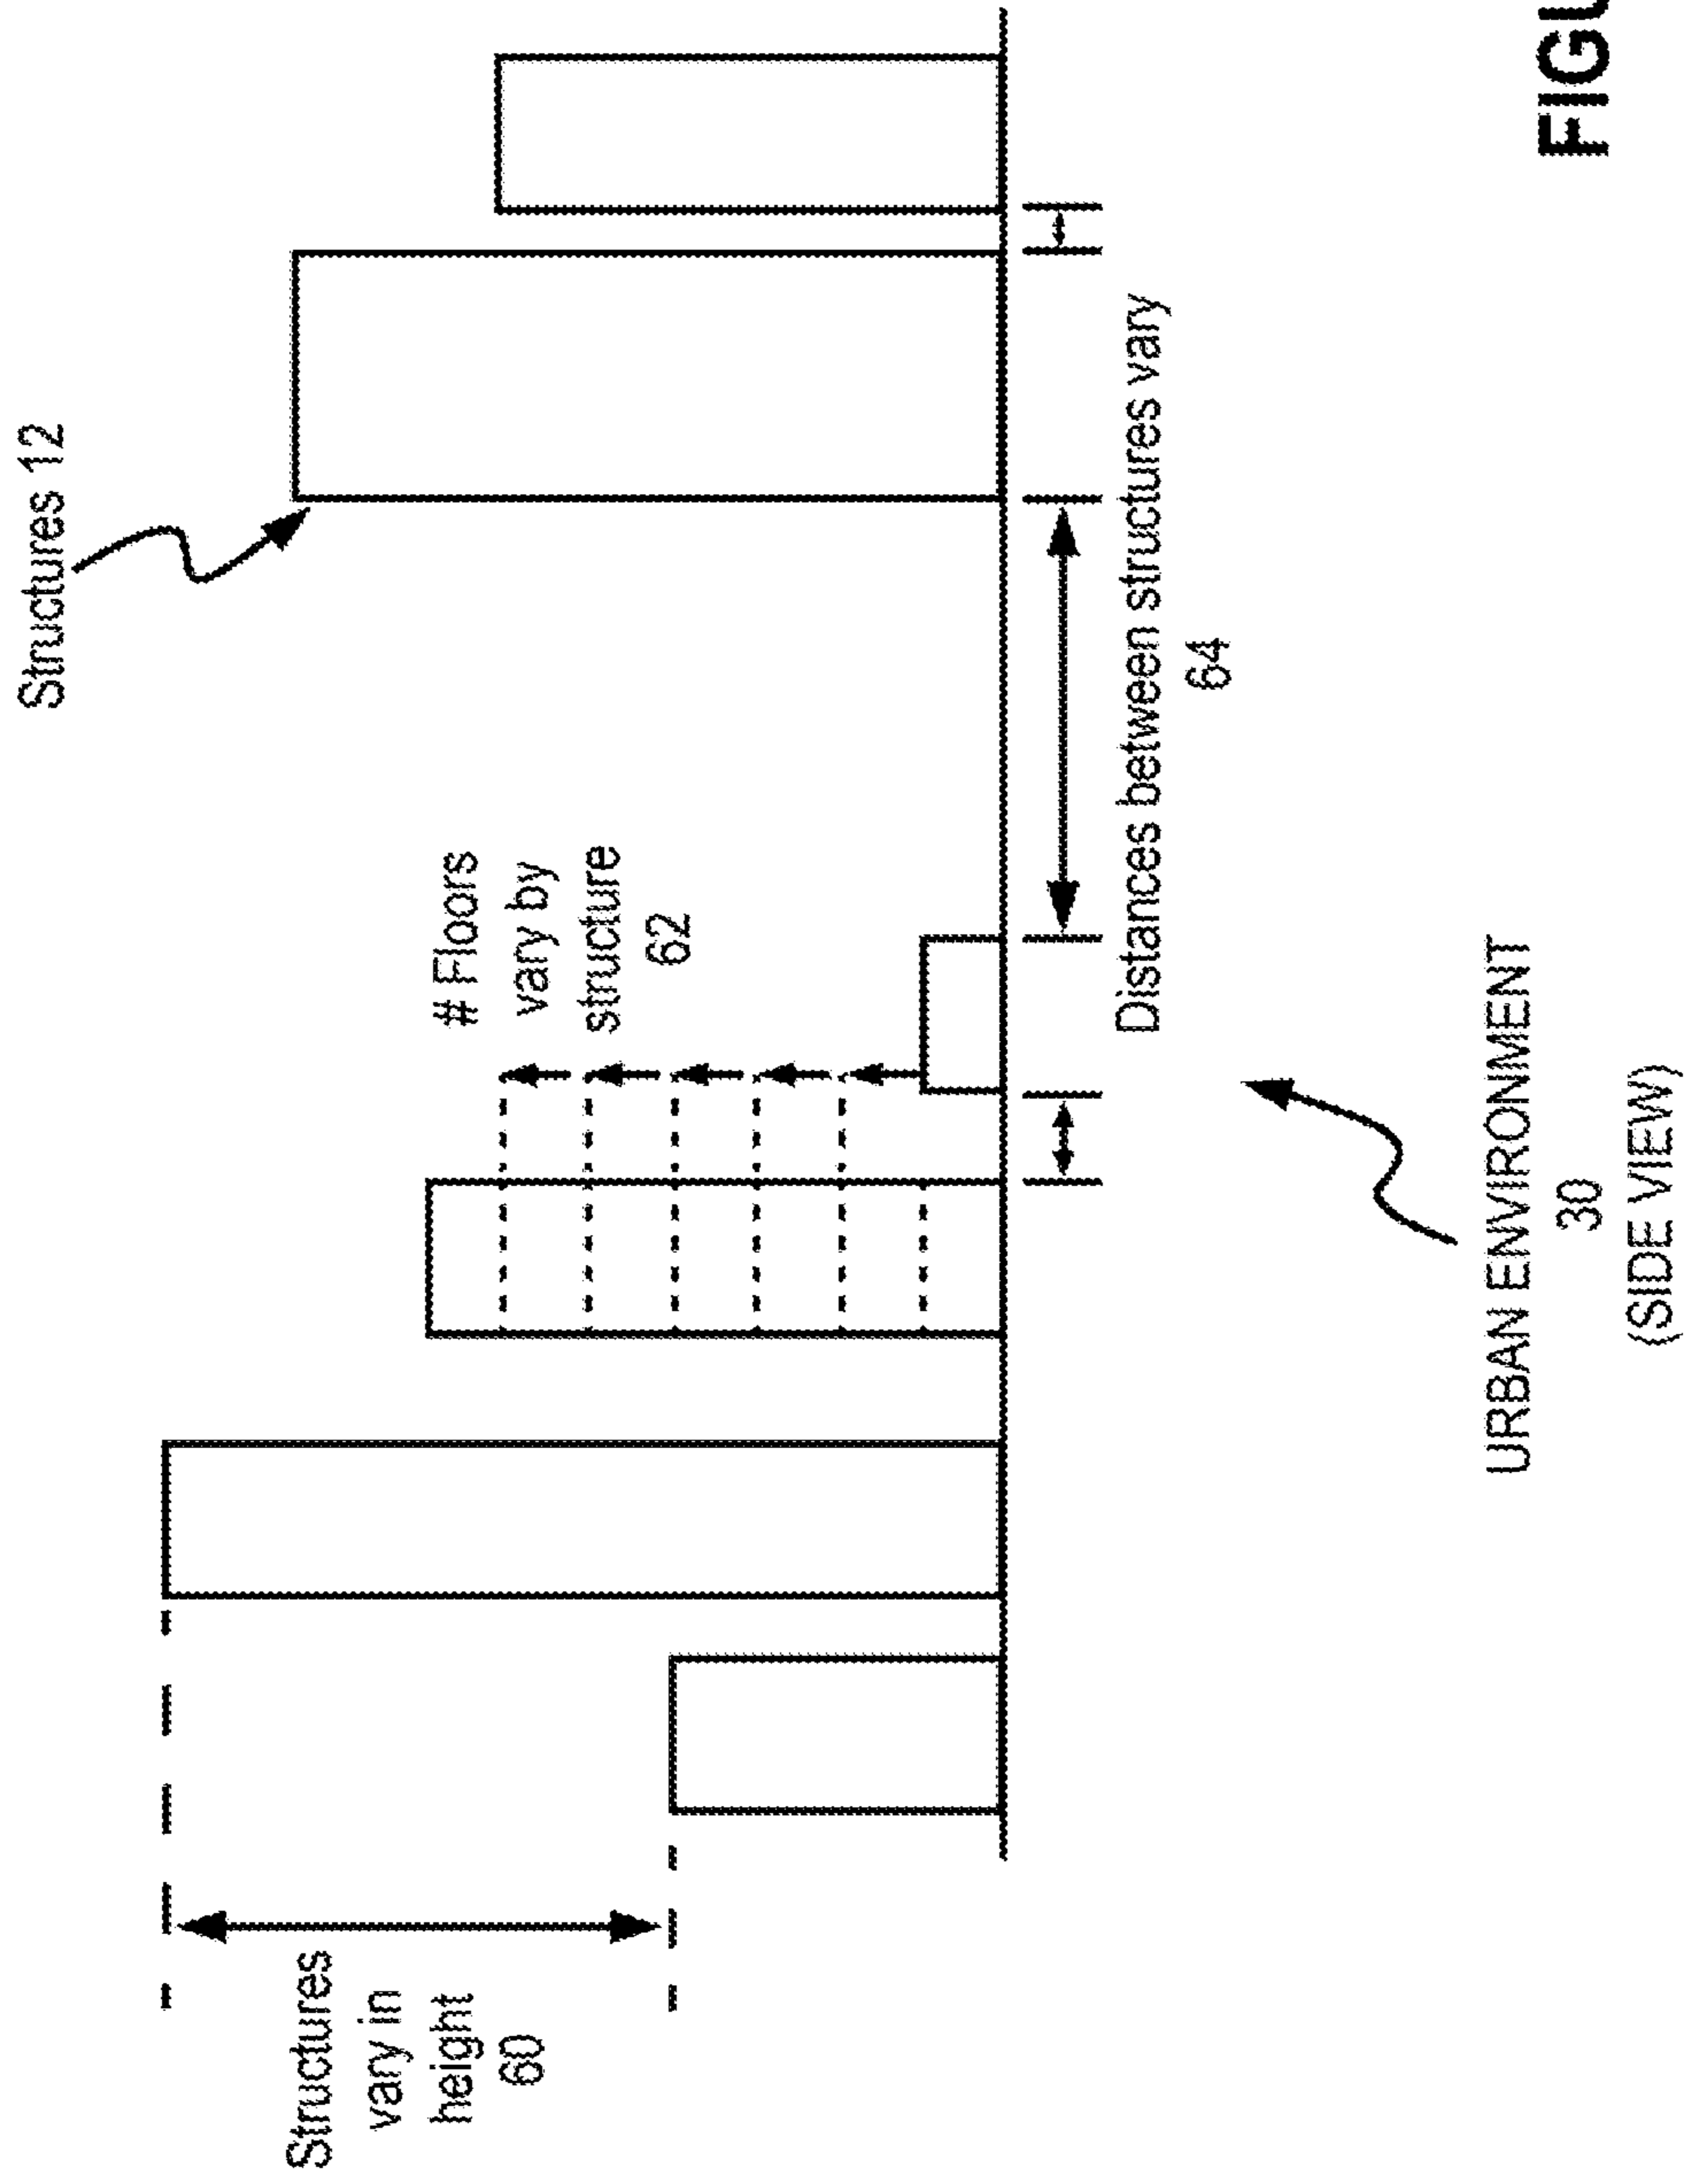 Structures 12
Structures
vary in
height
60
# Floors
vary by
structure
62
Distances between structures vary
64
URBAN ENVIRONMENT
30
(SIDE VIEW)